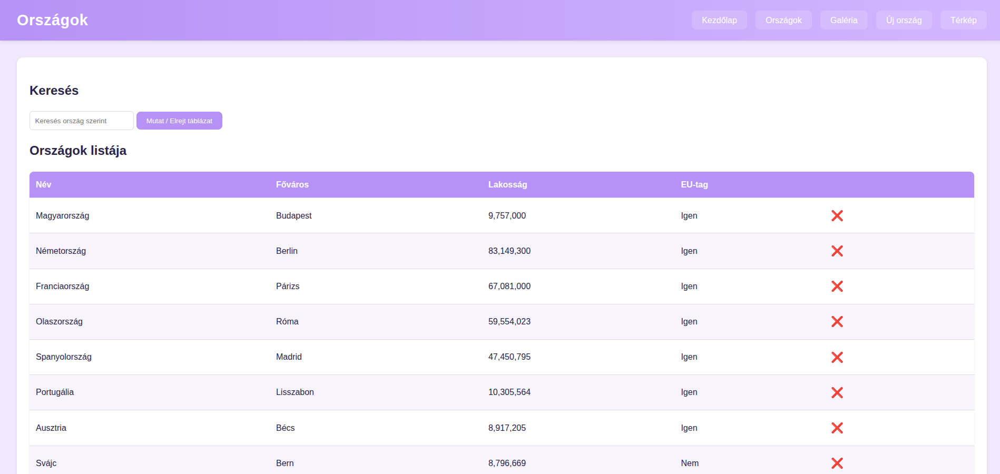 Országok
Kezdőlap Országok Galéria Új ország Térkép
Keresés
Keresés ország szerint Mutat / Elrejt táblázat
Országok listája
Név Főváros Lakosság EU-tag
Magyarország Budapest 9,757,000 Igen
Németország Berlin 83,149,300 Igen
Franciaország Párizs 67,081,000 Igen
Olaszország Róma 59,554,023 Igen
Spanyolország Madrid 47,450,795 Igen
Portugália Lisszabon 10,305,564 Igen
Ausztria Bécs 8,917,205 Igen
Svájc Bern 8,796,669 Nem